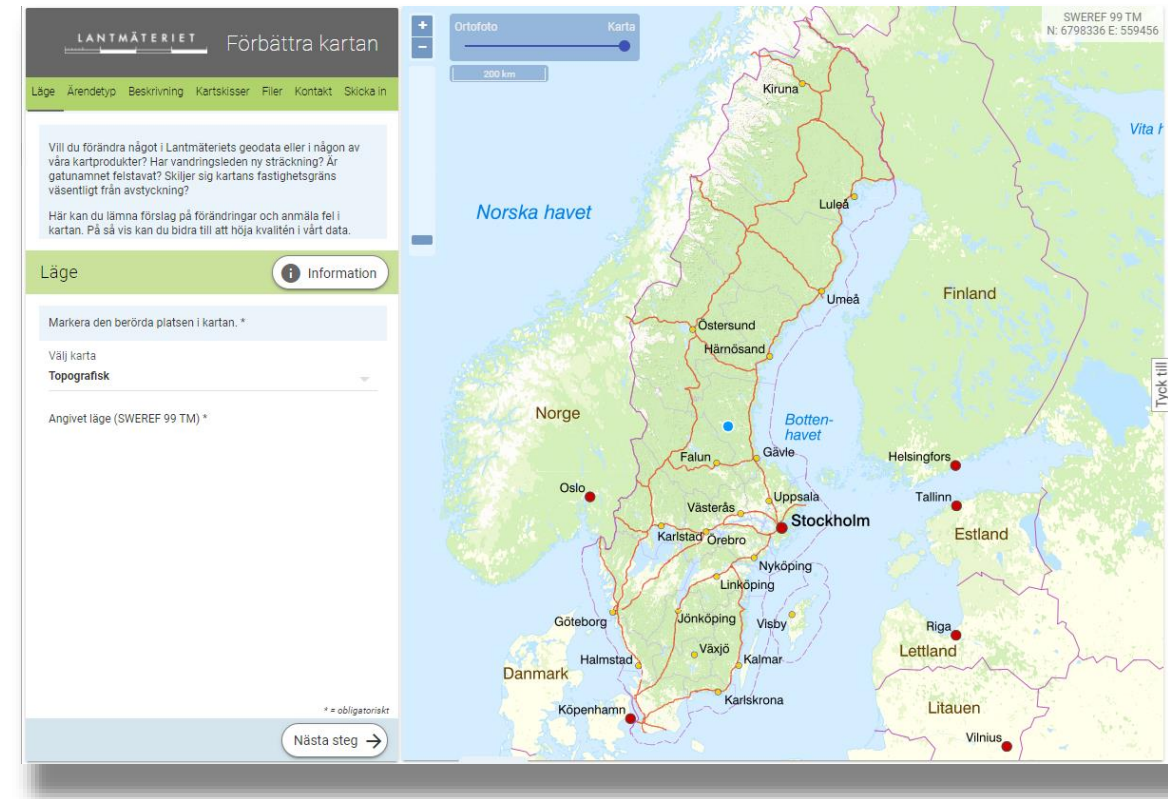 LANTMÄTERIET
Förbättra kartan
Läge Ärendetyp Beskrivning Kartskisser Filer Kontakt Skicka in
Vill du förändra något i Lantmäteriets geodata eller i någon av
våra kartprodukter? Har vandringsleden ny sträckning? Är
gatunamnet felstavat? Skiljer sig kartans fastighetsgräns
väsentligt från avstyckning?
Här kan du lämna förslag på förändringar och anmäla fel i
kartan. På så vis kan du bidra till att höja kvalitén i vårt data.
Läge
Information
Markera den berörda platsen i kartan. *
Välj karta
Topografisk
Angivet läge (SWEREF 99 TM) *
* = obligatoriskt
Nästa steg
+
−
Ortofoto Karta
200 km
SWEREF 99 TM
N: 6798336 E: 559456
Kiruna
Norska havet
Luleå
Umeå
Finland
Östersund
Härnösand
Tyck till
Norge
Botten-
havet
Falun
Gävle
Helsingfors
Oslo
Uppsala
Tallinn
Västerås
Stockholm
Karlstad
Örebro
Estland
Nyköping
Linköping
Göteborg
Jönköping
Visby
Riga
Växjö
Lettland
Halmstad
Kalmar
Danmark
Karlskrona
Litauen
Köpenhamn
Vilnius